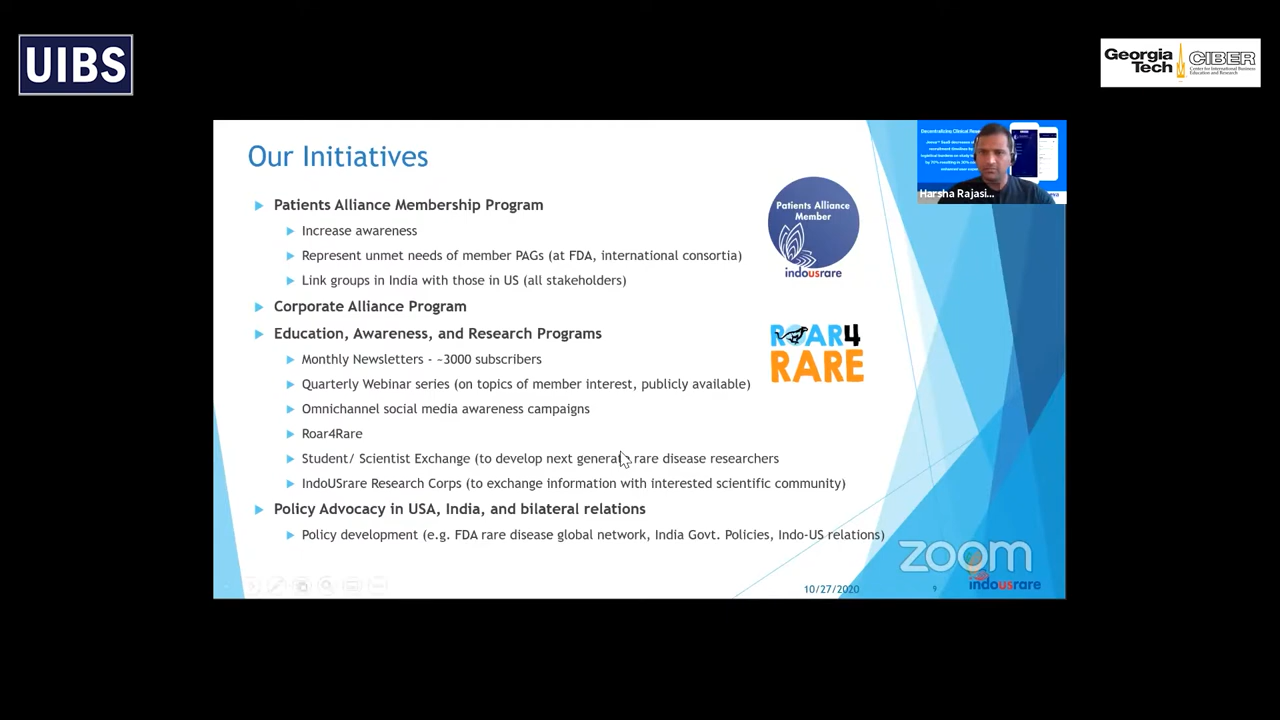 UIBS
Georgia
Tech
CIBER
Center for International Business
Education and Research
Our Initiatives
Patients Alliance Membership Program
Increase awareness
Represent unmet needs of member PAGs (at FDA, international consortia)
Link groups in India with those in US (all stakeholders)
Corporate Alliance Program
Education, Awareness, and Research Programs
Monthly Newsletters - ~3000 subscribers
Quarterly Webinar series (on topics of member interest, publicly available)
Omnichannel social media awareness campaigns
Roar4Rare
Student/ Scientist Exchange (to develop next generat rare disease researchers
IndoUSrare Research Corps (to exchange information with interested scientific community)
Policy Advocacy in USA, India, and bilateral relations
Policy development (e.g. FDA rare disease global network, India Govt. Policies, Indo-US relations)
Patients Alliance
Member
indousrare
ROAR4
RARE
Decentralizing Clinical
Harsha Rajasi...
zoom
indousrare
10/27/2020
9